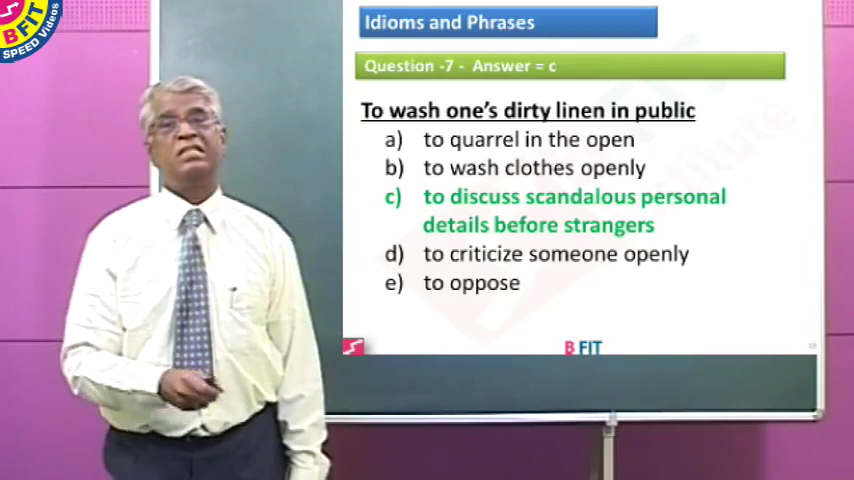 BFIT
SPEED Videos
Idioms and Phrases
Question -7 - Answer = c
To wash one's dirty linen in public
a) to quarrel in the open
b) to wash clothes openly
c) to discuss scandalous personal
details before strangers
d) to criticize someone openly
e) to oppose
B FIT